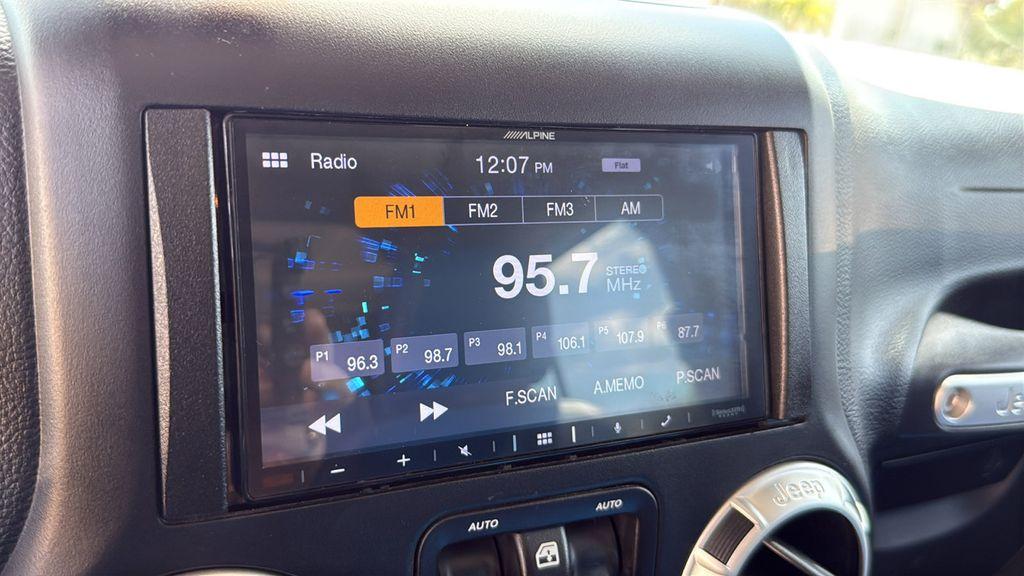 ALPINE
Radio 12:07 PM Flat
FM1 FM2 FM3 AM
95.7 STEREO MHz
P1 96.3 P2 98.7 P3 98.1 P4 106.1 P5 107.9 P6 87.7
F.SCAN A.MEMO P.SCAN
AUTO AUTO
Jeep